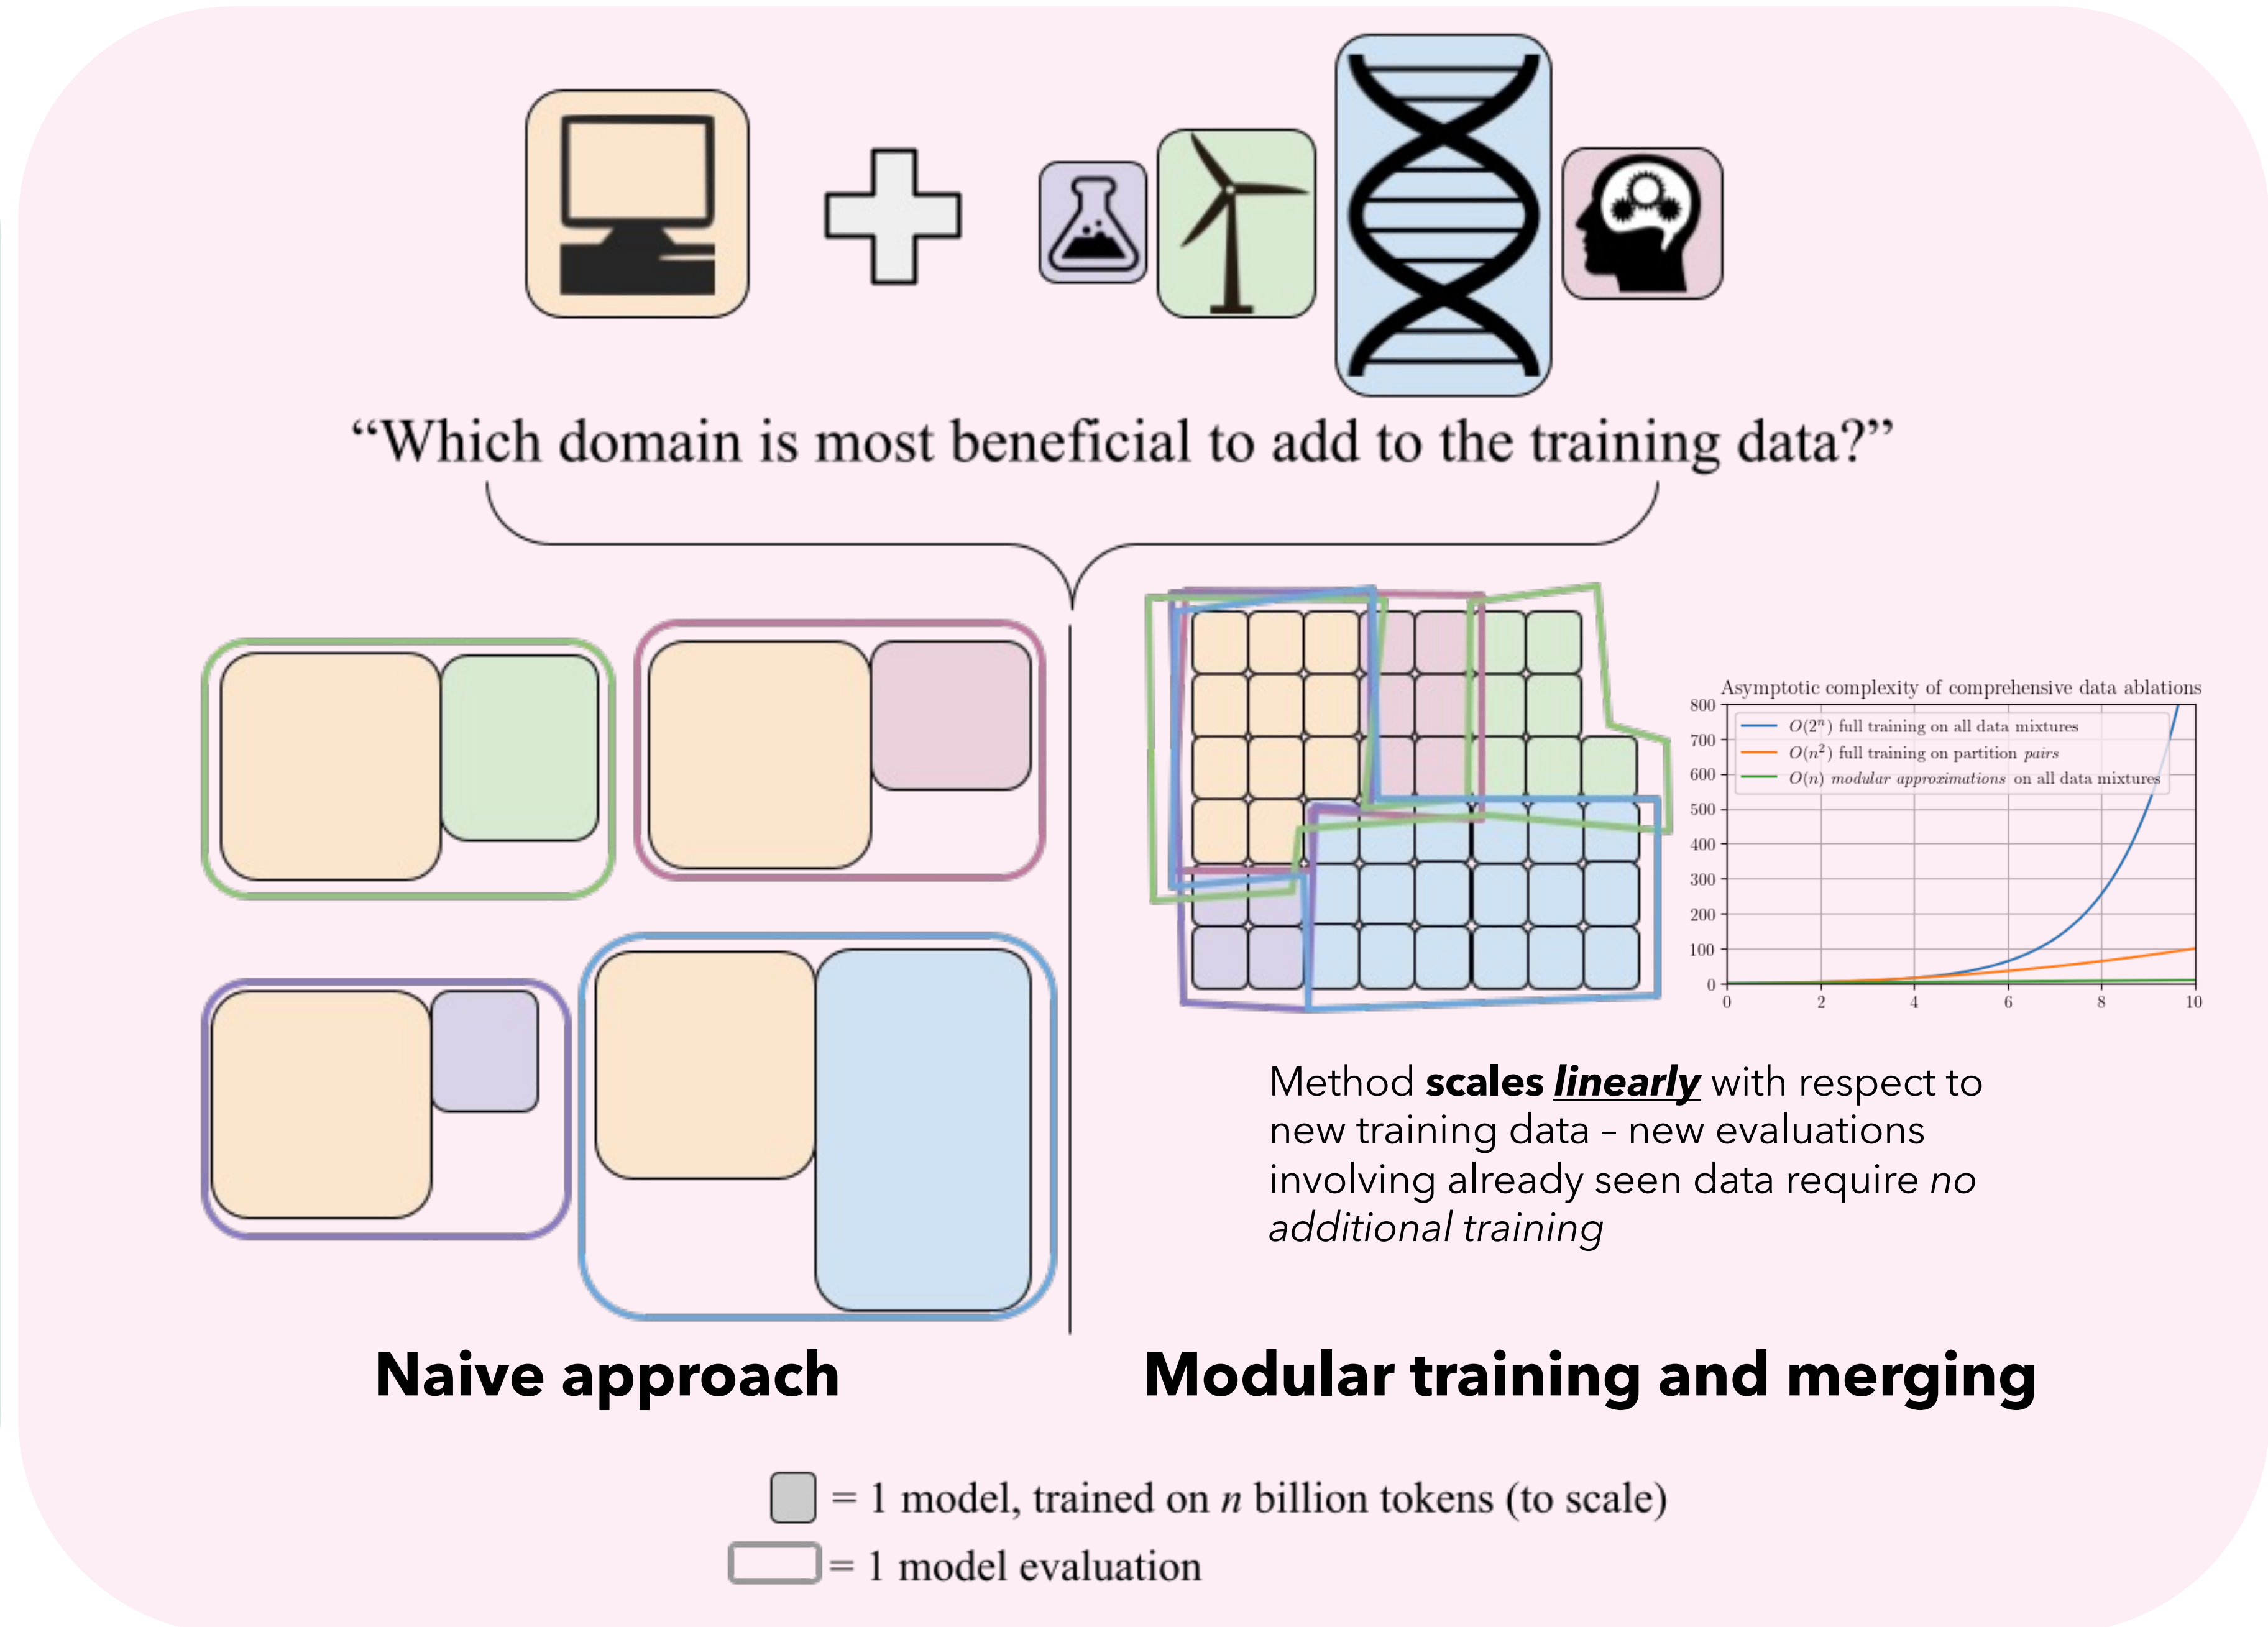 “Which domain is most beneficial to add to the training data?”
Asymptotic complexity of comprehensive data ablations
800
700
600
500
400
300
200
100
0
O(2ⁿ) full training on all data mixtures
O(n²) full training on partition pairs
O(n) modular approximations on all data mixtures
0 2 4 6 8 10
Method scales linearly with respect to
new training data – new evaluations
involving already seen data require no
additional training
Naive approach
Modular training and merging
= 1 model, trained on n billion tokens (to scale)
= 1 model evaluation